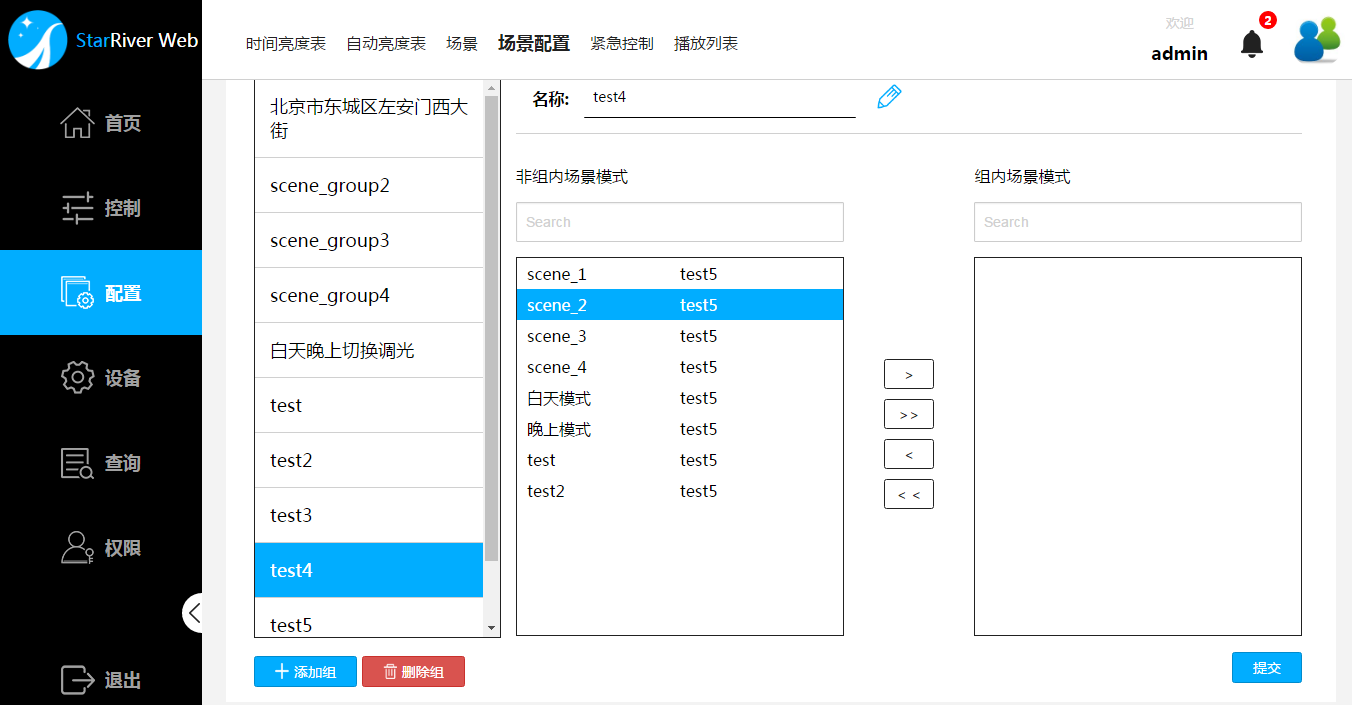 StarRiver Web
时间亮度表 自动亮度表 场景 场景配置 紧急控制 播放列表
欢迎
admin
2
首页
控制
配置
设备
查询
权限
退出
北京市东城区左安门西大
街
scene_group2
scene_group3
scene_group4
白天晚上切换调光
test
test2
test3
test4
test5
添加组 删除组
名称: test4
非组内场景模式
Search
scene_1 test5
scene_2 test5
scene_3 test5
scene_4 test5
白天模式 test5
晚上模式 test5
test test5
test2 test5
>
>>
<
< <
组内场景模式
Search
提交